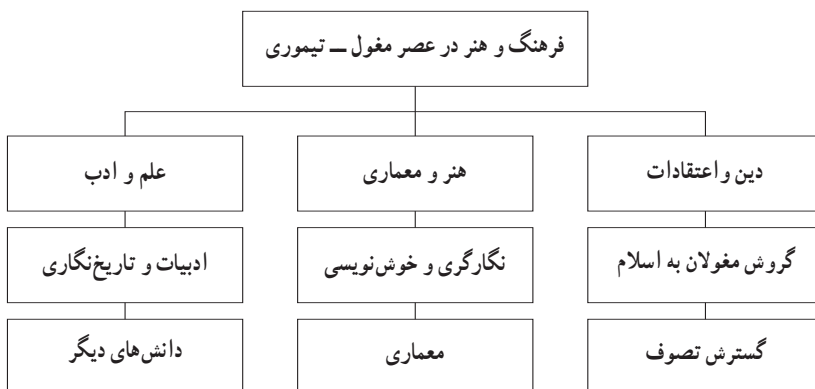 فرهنگ و هنر در عصر مغول ــ تیموری
دین و اعتقادات
هنر و معماری
علم و ادب
گروش مغولان به اسلام
نگارگری و خوش‌نویسی
ادبیات و تاریخ‌نگاری
گسترش تصوف
معماری
دانش‌های دیگر